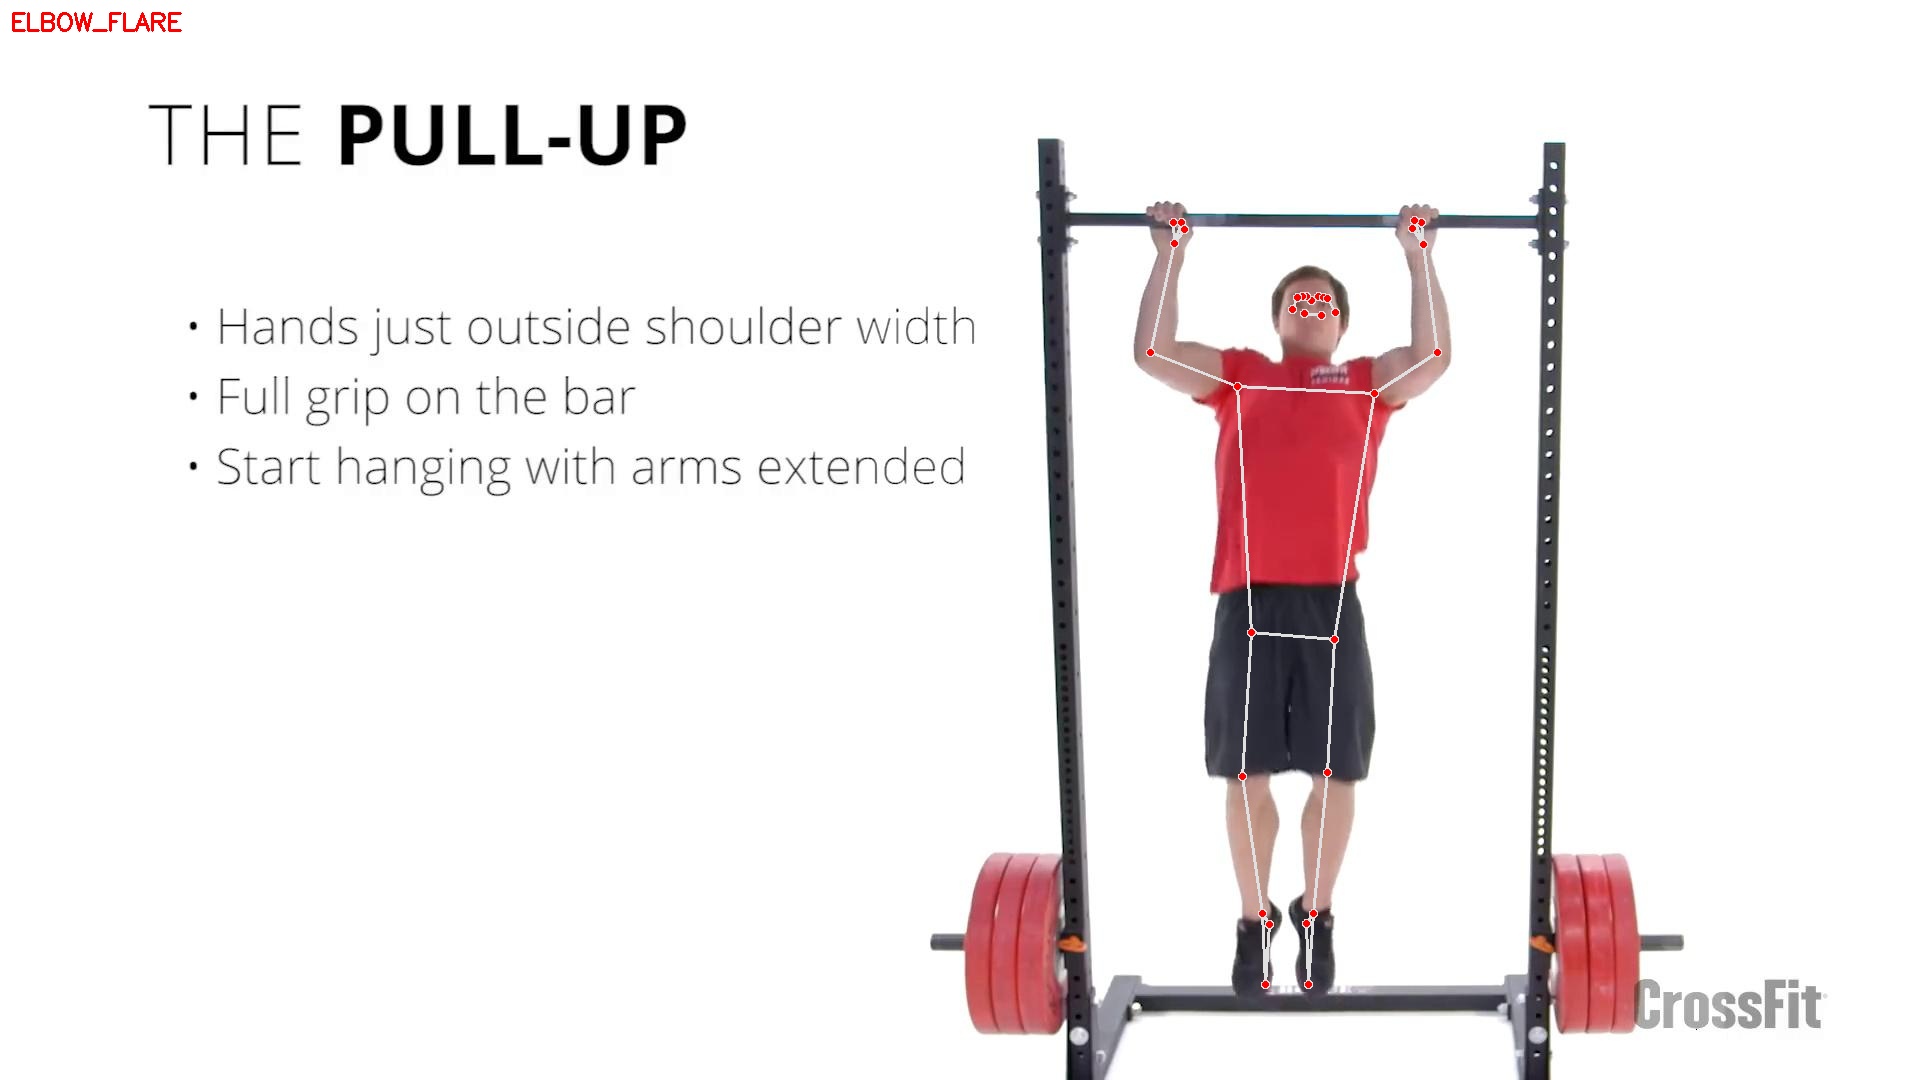 ELBOW_FLARE
THE PULL-UP
• Hands just outside shoulder width
• Full grip on the bar
• Start hanging with arms extended
CrossFit